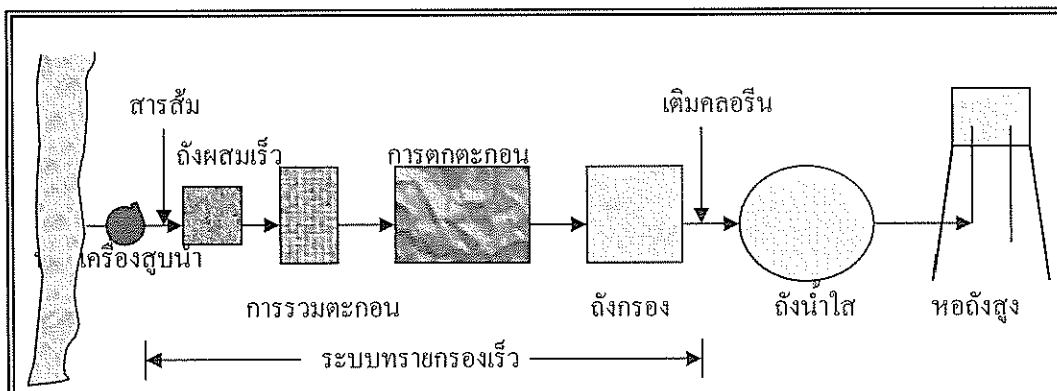 สารส้ม
เติมคลอรีน
ถังผสมเร็ว
การตกตะกอน
เครื่องสูบน้ำ
การรวมตะกอน
ถังกรอง
ถังน้ำใส
หอถังสูง
ระบบทรายกรองเร็ว